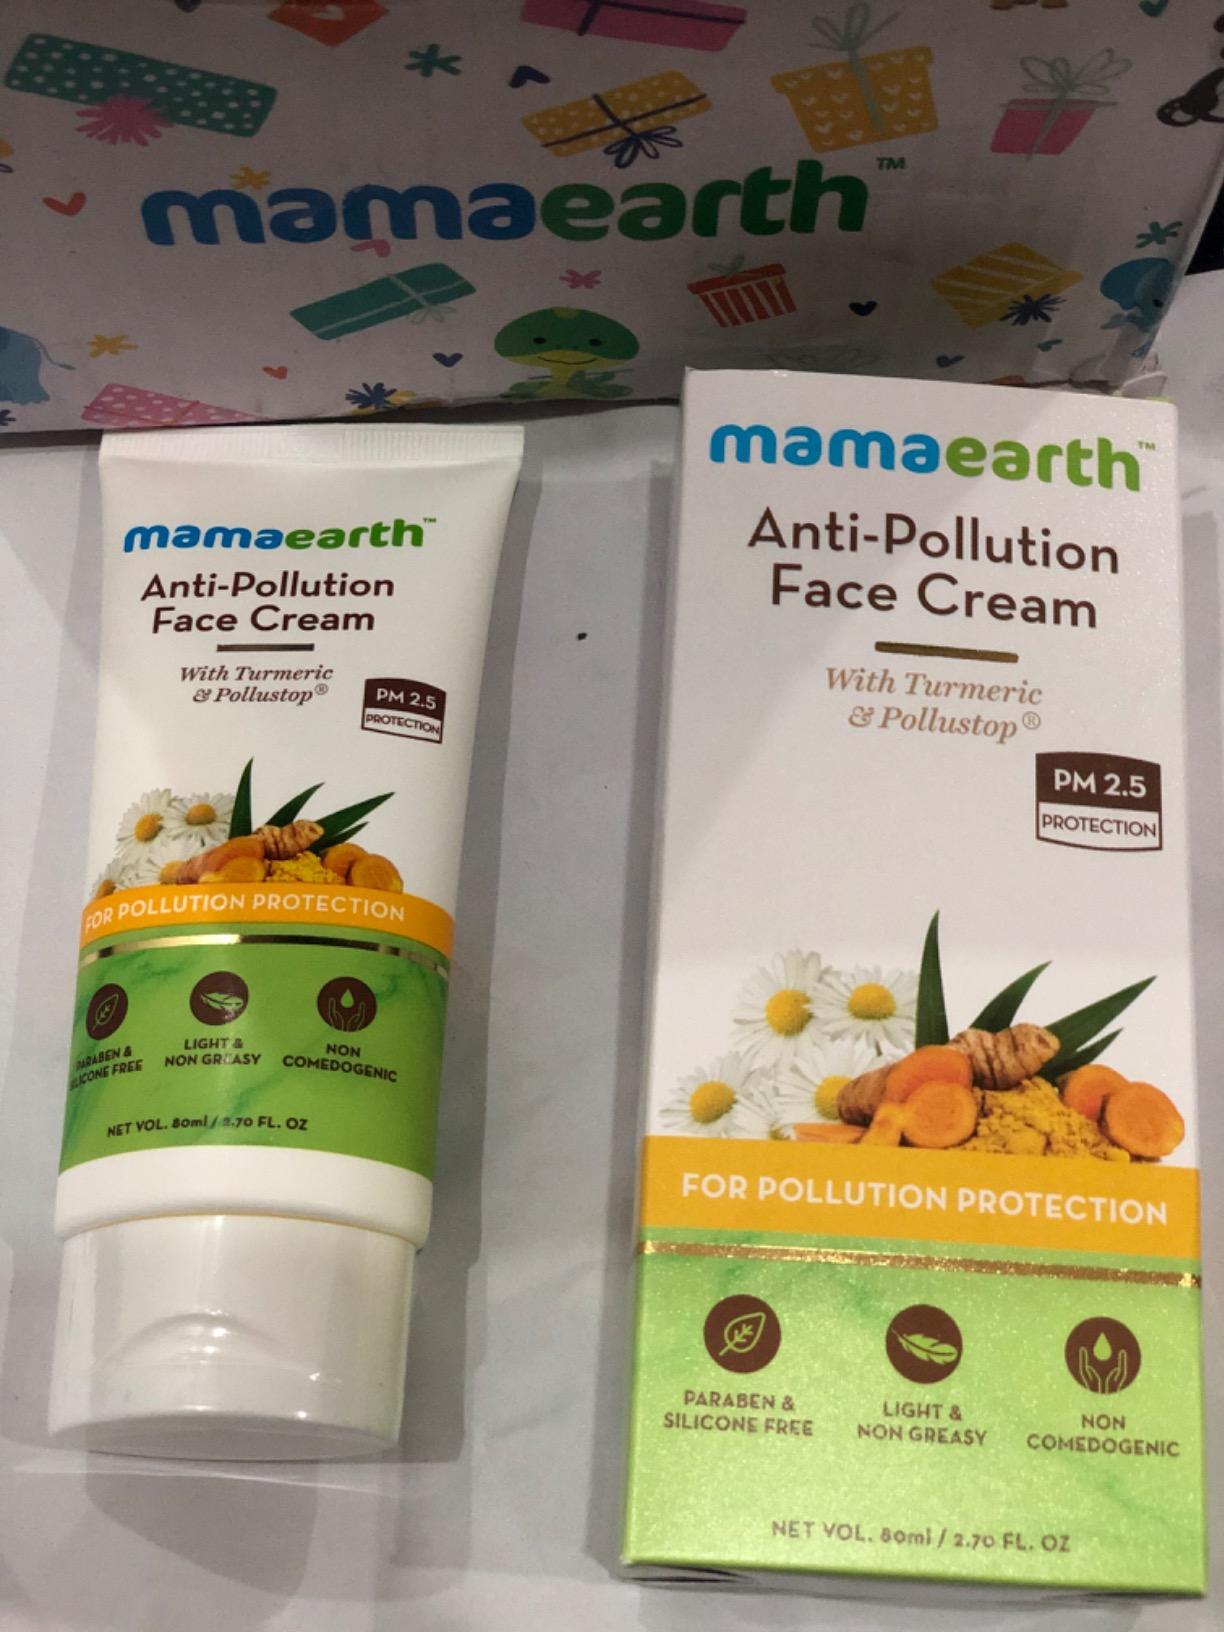 mamaearth™
mamaearth™
Anti-Pollution
Face Cream
With Turmeric
& Pollustop®
PM 2.5
PROTECTION
FOR POLLUTION PROTECTION
PARABEN &
SILICONE FREE
LIGHT &
NON GREASY
NON
COMEDOGENIC
NET VOL. 80ml / 2.70 FL. OZ
mamaearth™
Anti-Pollution
Face Cream
With Turmeric
& Pollustop®
PM 2.5
PROTECTION
FOR POLLUTION PROTECTION
PARABEN &
SILICONE FREE
LIGHT &
NON GREASY
NON
COMEDOGENIC
NET VOL. 80ml / 2.70 FL. OZ